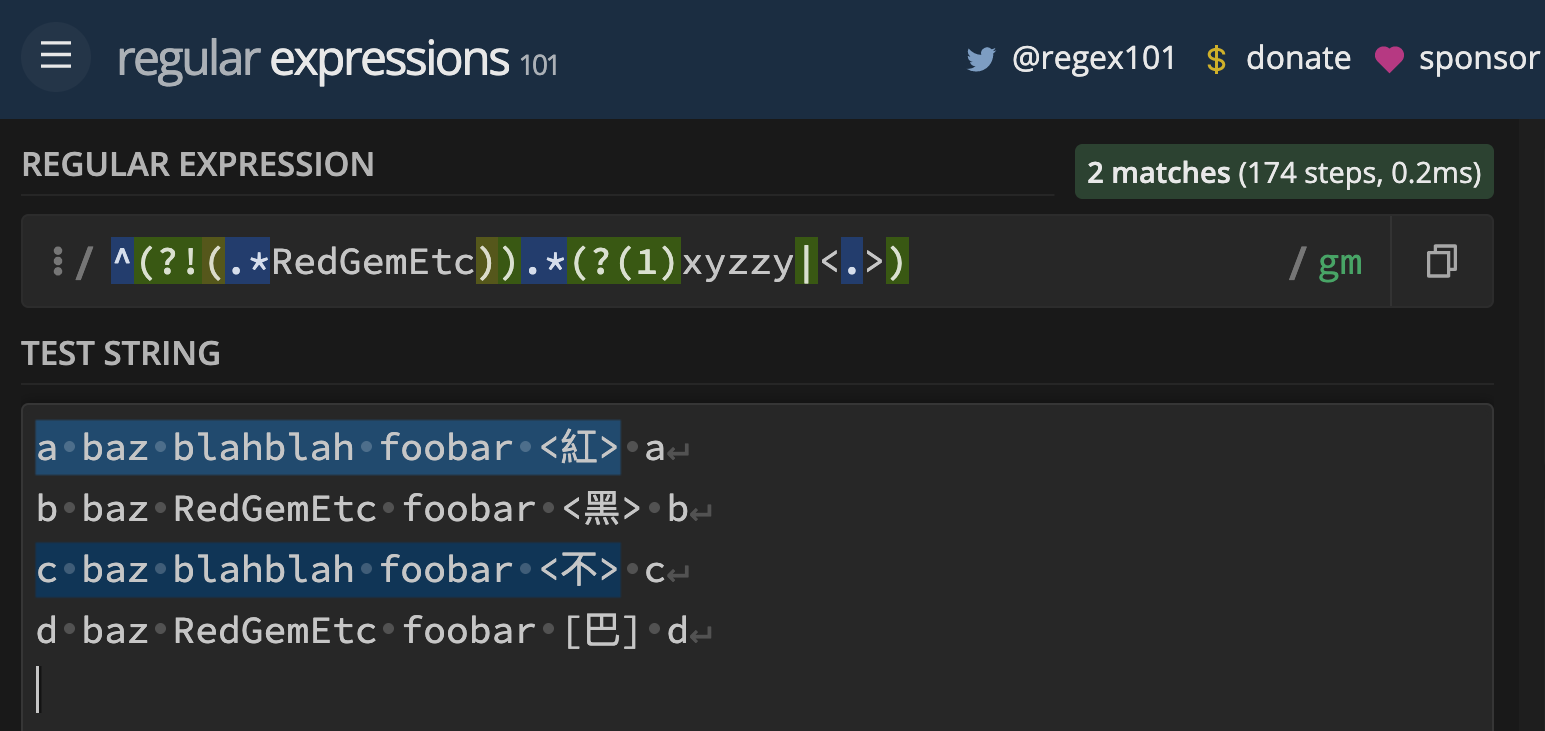 regular expressions 101 @regex101 $ donate sponsor
REGULAR EXPRESSION 2 matches (174 steps, 0.2ms)
/ ^(?!(.*RedGemEtc)).*(?(1)xyzzy|<.>) / gm
TEST STRING
a·baz·blahblah·foobar·<紅>·a↵
b·baz·RedGemEtc·foobar·<黑>·b↵
c·baz·blahblah·foobar·<不>·c↵
d·baz·RedGemEtc·foobar·[巴]·d↵